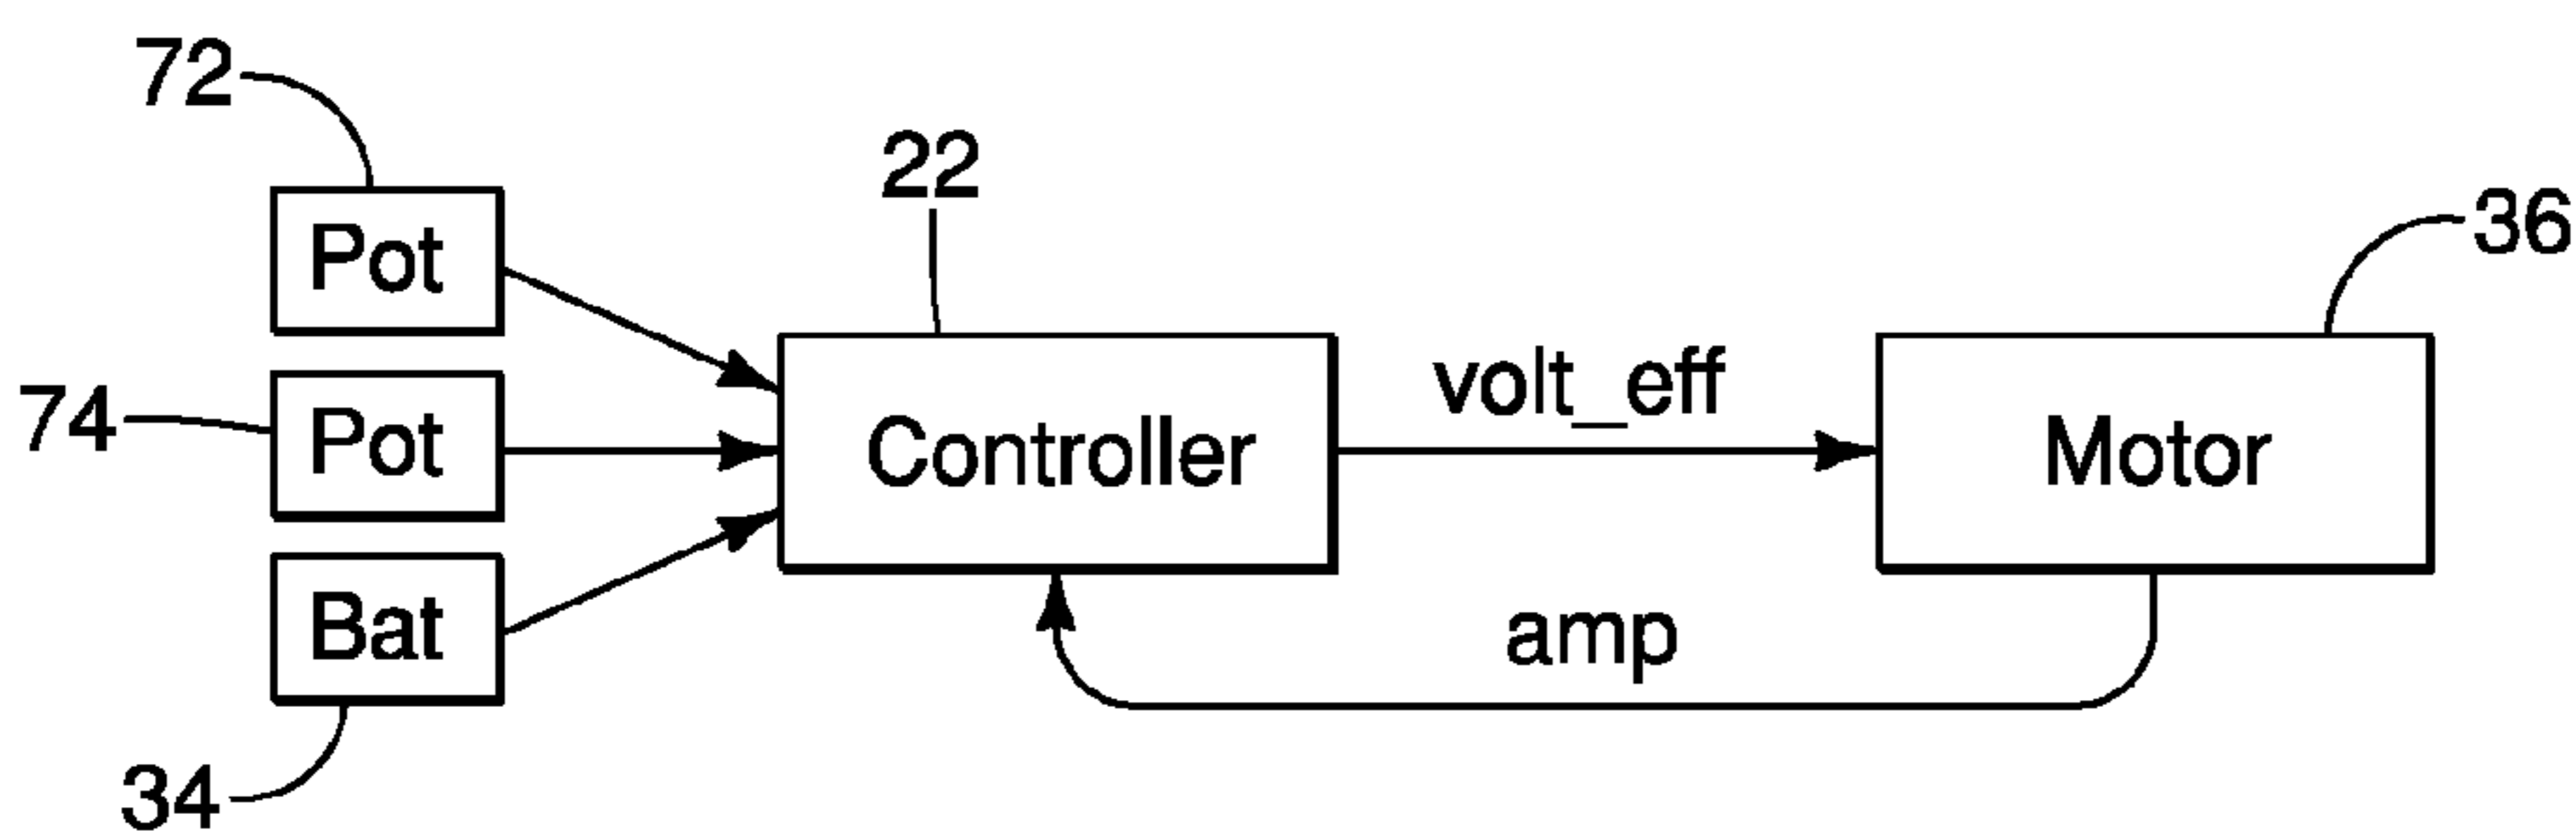 72
22
36
Pot
74
Pot
Controller
volt_eff
Motor
Bat
amp
34